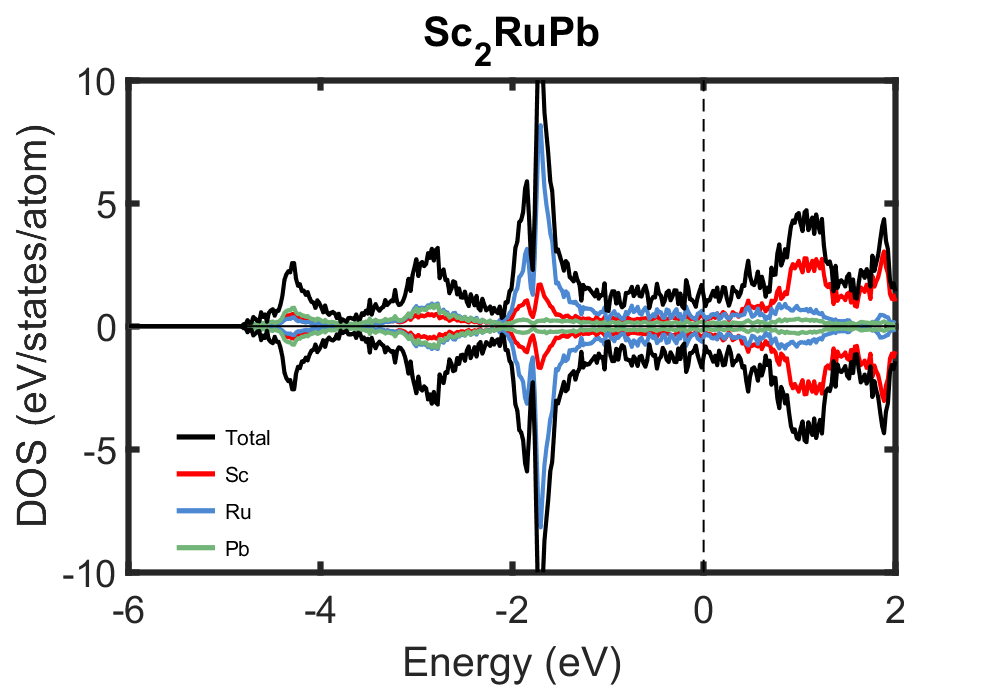 Sc2RuPb
10
5
0
-5
-10
DOS (eV/states/atom)
Total
Sc
Ru
Pb
-6 -4 -2 0 2
Energy (eV)